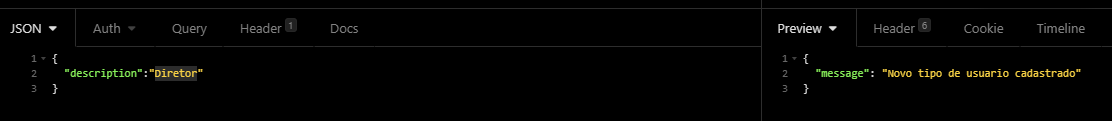 JSON Auth Query Header 1 Docs
1 {
2 "description":"Diretor"
3 }
Preview Header 6 Cookie Timeline
1 {
2 "message": "Novo tipo de usuario cadastrado"
3 }